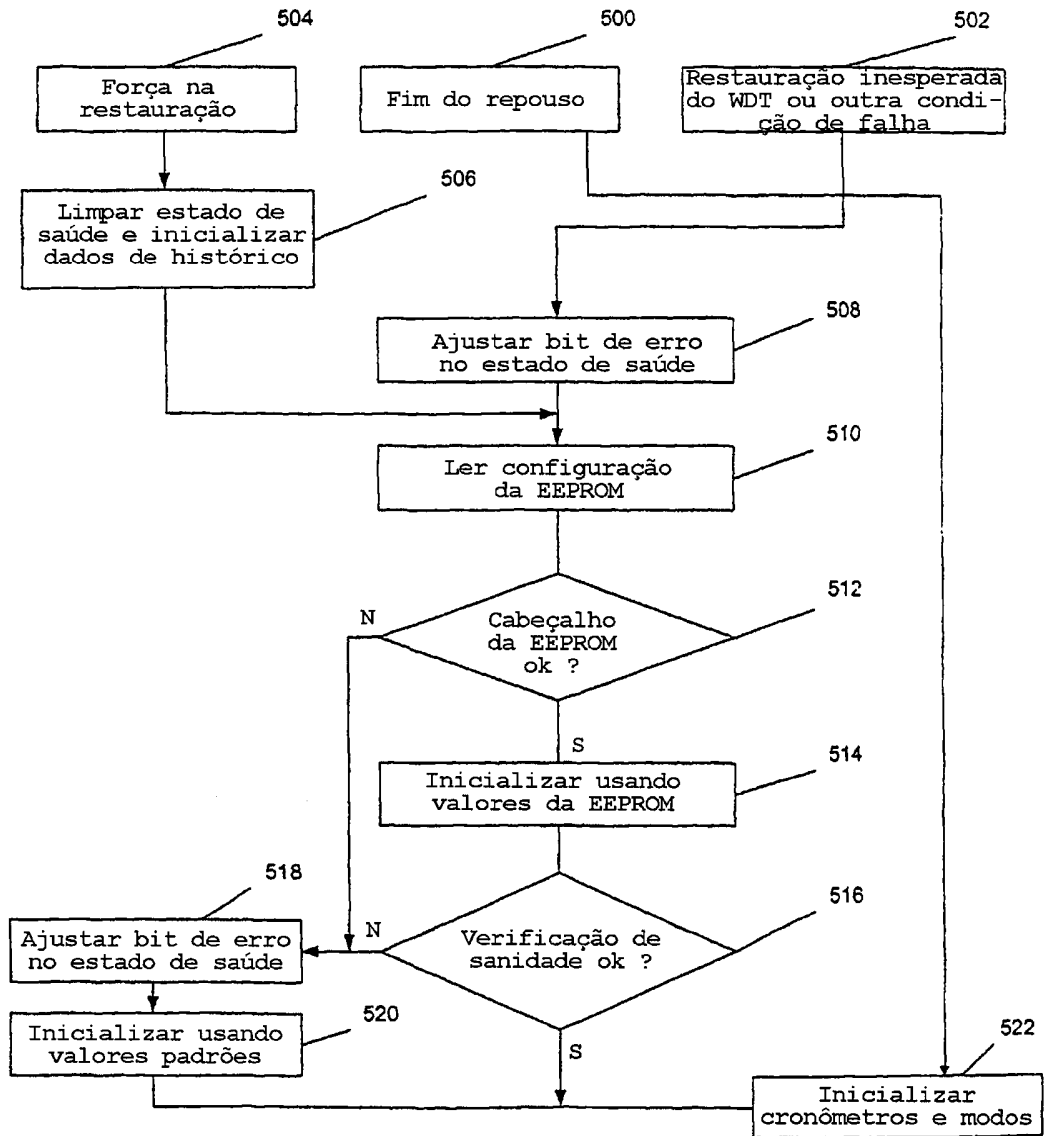 504
500
502
Força na
restauração
Fim do repouso
Restauração inesperada
do WDT ou outra condi-
ção de falha
506
Limpar estado de
saúde e inicializar
dados de histórico
508
Ajustar bit de erro
no estado de saúde
510
Ler configuração
da EEPROM
512
N
Cabeçalho
da EEPROM
ok ?
S
514
Inicializar usando
valores da EEPROM
518
516
Ajustar bit de erro
no estado de saúde
N
Verificação de
sanidade ok ?
520
Inicializar usando
valores padrões
S
522
Inicializar
cronômetros e modos